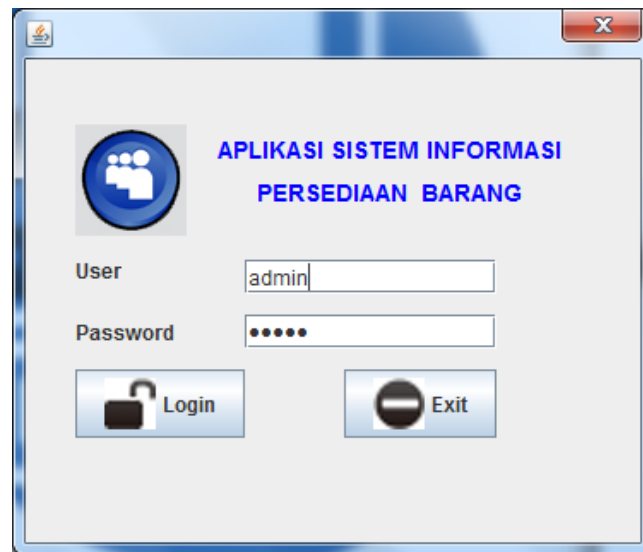 APLIKASI SISTEM INFORMASI
PERSEDIAAN BARANG
User
admin
Password
•••••
Login
Exit